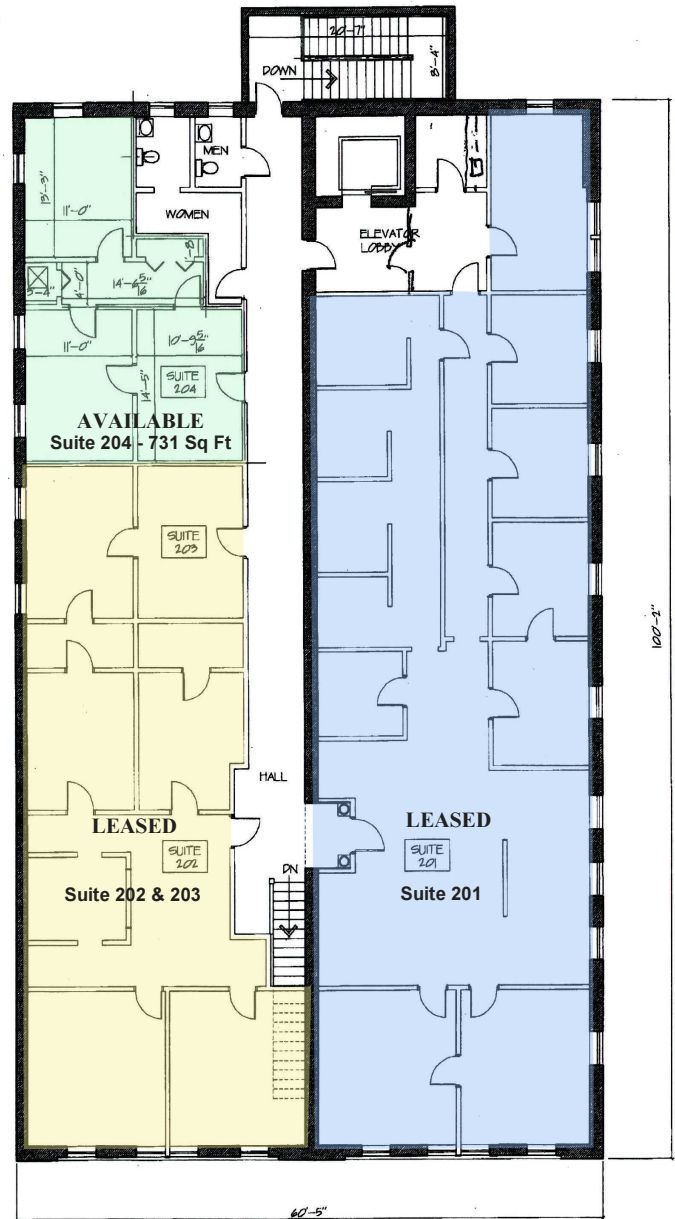 20'-7"
8'-4"
DOWN
MEN
WOMEN
13'-3"
11'-0"
ELEVATOR
LOBBY
4'-0"
14'-6 5/16"
11'-0"
10'-9 5/16"
14'-5"
SUITE
204
AVAILABLE
Suite 204 - 731 Sq Ft
SUITE
203
100'-2"
HALL
LEASED
SUITE
202
Suite 202 & 203
DN
LEASED
SUITE
201
Suite 201
60'-5"